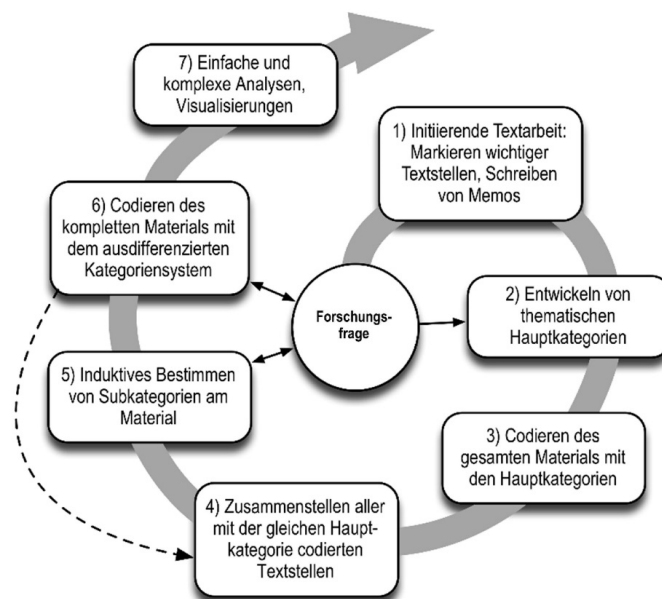 7) Einfache und
komplexe Analysen,
Visualisierungen
1) Initiierende Textarbeit:
Markieren wichtiger
Textstellen, Schreiben
von Memos
6) Codieren des
kompletten Materials mit
dem ausdifferenzierten
Kategoriensystem
Forschungs-
frage
2) Entwickeln von
thematischen
Hauptkategorien
5) Induktives Bestimmen
von Subkategorien am
Material
3) Codieren des
gesamten Materials mit
den Hauptkategorien
4) Zusammenstellen aller
mit der gleichen Haupt-
kategorie codierten
Textstellen